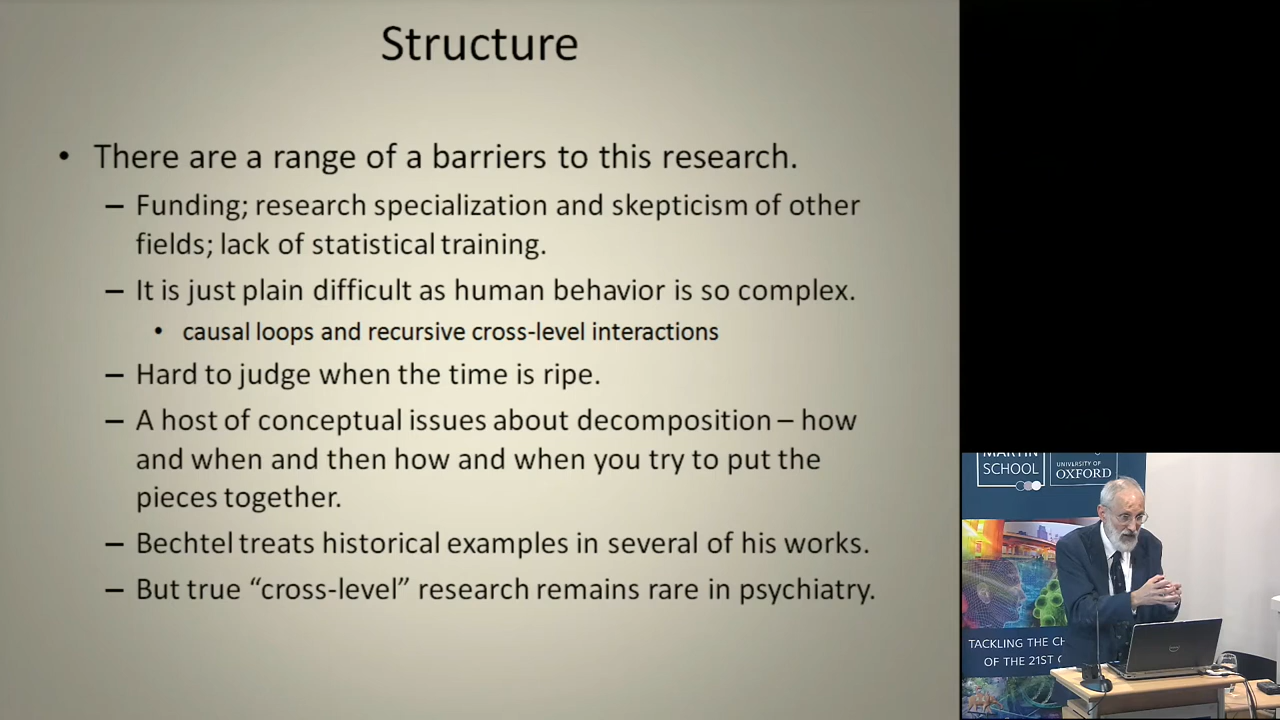 Structure
• There are a range of a barriers to this research.
– Funding; research specialization and skepticism of other
fields; lack of statistical training.
– It is just plain difficult as human behavior is so complex.
• causal loops and recursive cross-level interactions
– Hard to judge when the time is ripe.
– A host of conceptual issues about decomposition – how
and when and then how and when you try to put the
pieces together.
– Bechtel treats historical examples in several of his works.
– But true “cross-level” research remains rare in psychiatry.
MARTIN
SCHOOL
UNIVERSITY OF
OXFORD
TACKLING THE CH
OF THE 21ST